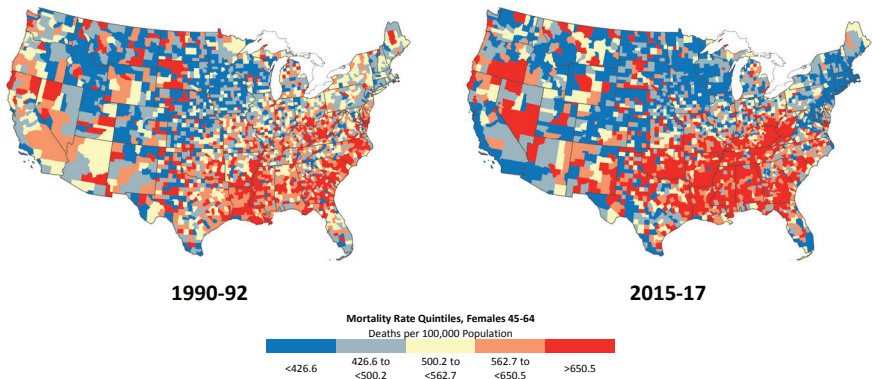 1990-92
2015-17
Mortality Rate Quintiles, Females 45-64
Deaths per 100,000 Population
<426.6
426.6 to
<500.2
500.2 to
<562.7
562.7 to
<650.5
>650.5